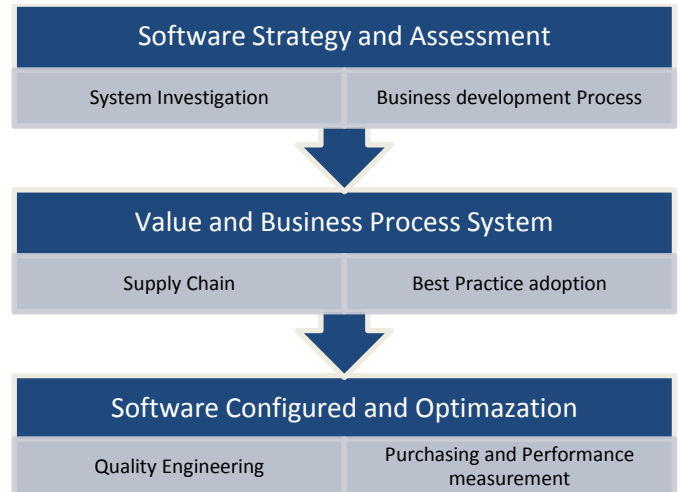 Software Strategy and Assessment
System Investigation
Business development Process
Value and Business Process System
Supply Chain
Best Practice adoption
Software Configured and Optimazation
Quality Engineering
Purchasing and Performance
measurement